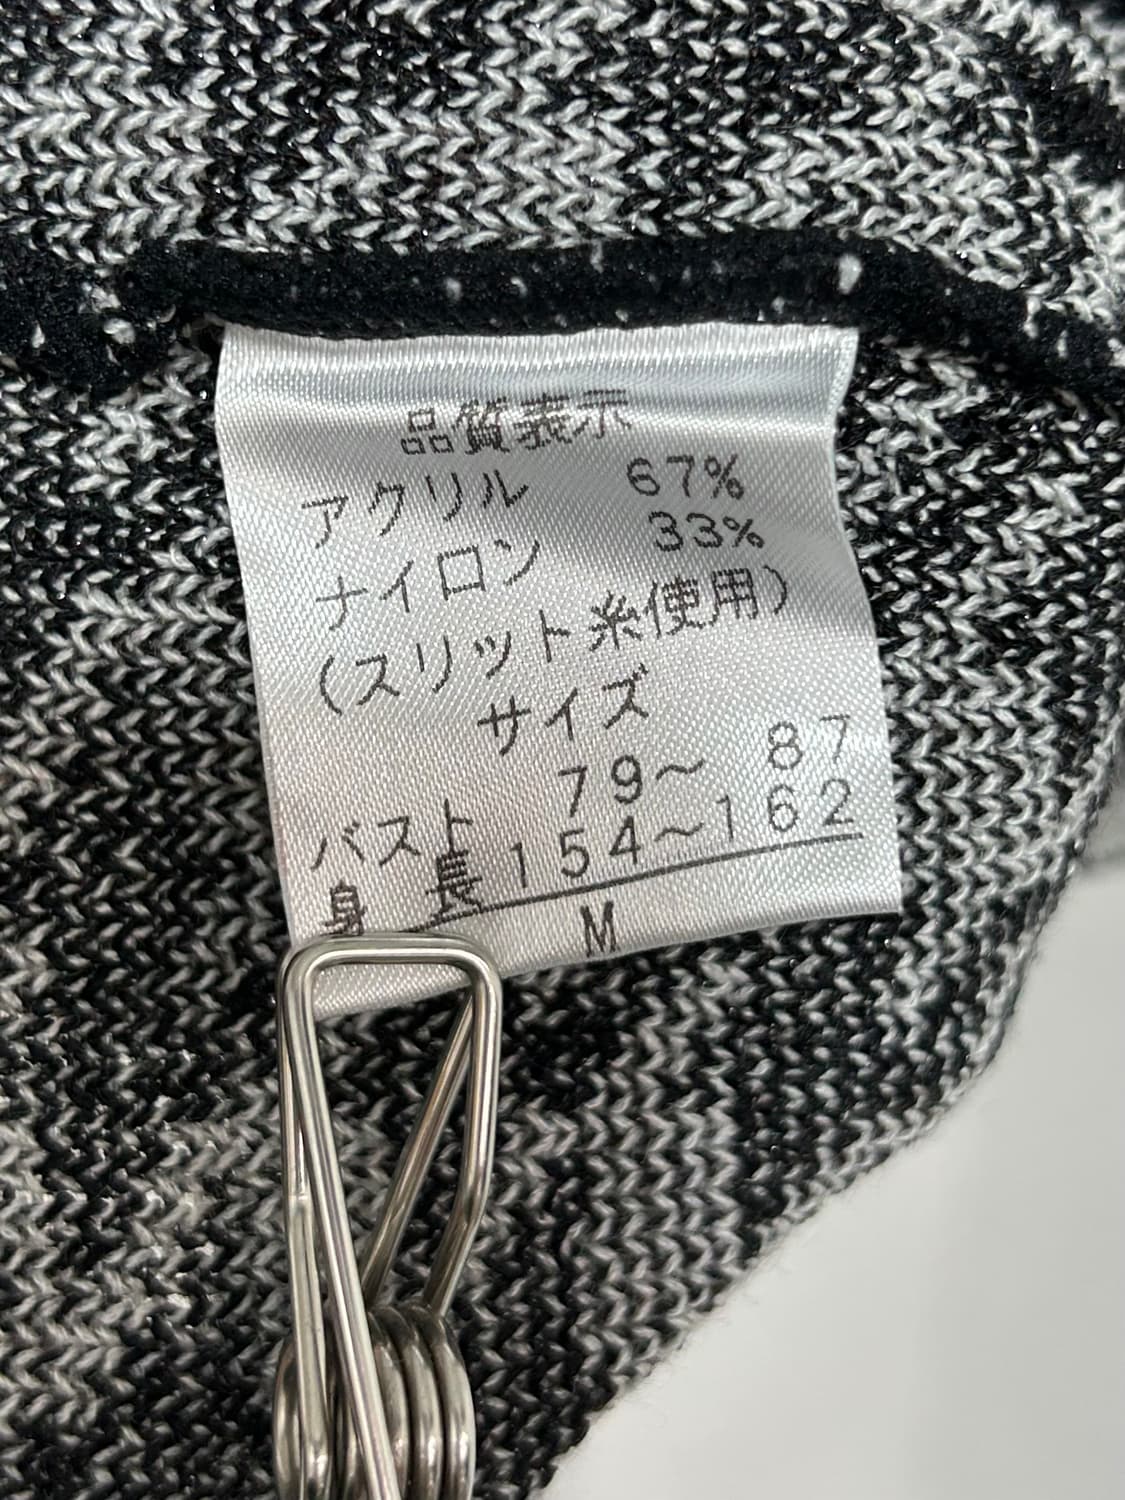 品質表示
アクリル 67%
ナイロン 33%
(スリット糸使用)
サイズ
バスト 79〜 87
身長 154〜162
M